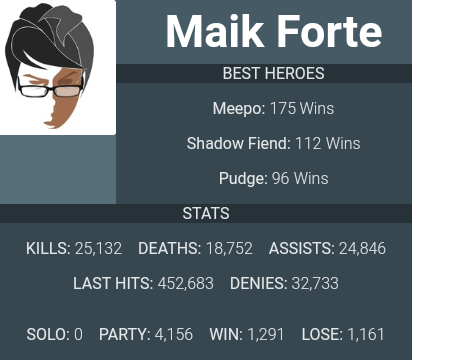 Maik Forte
BEST HEROES
Meepo: 175 Wins
Shadow Fiend: 112 Wins
Pudge: 96 Wins
STATS
KILLS: 25,132 DEATHS: 18,752 ASSISTS: 24,846
LAST HITS: 452,683 DENIES: 32,733
SOLO: 0 PARTY: 4,156 WIN: 1,291 LOSE: 1,161